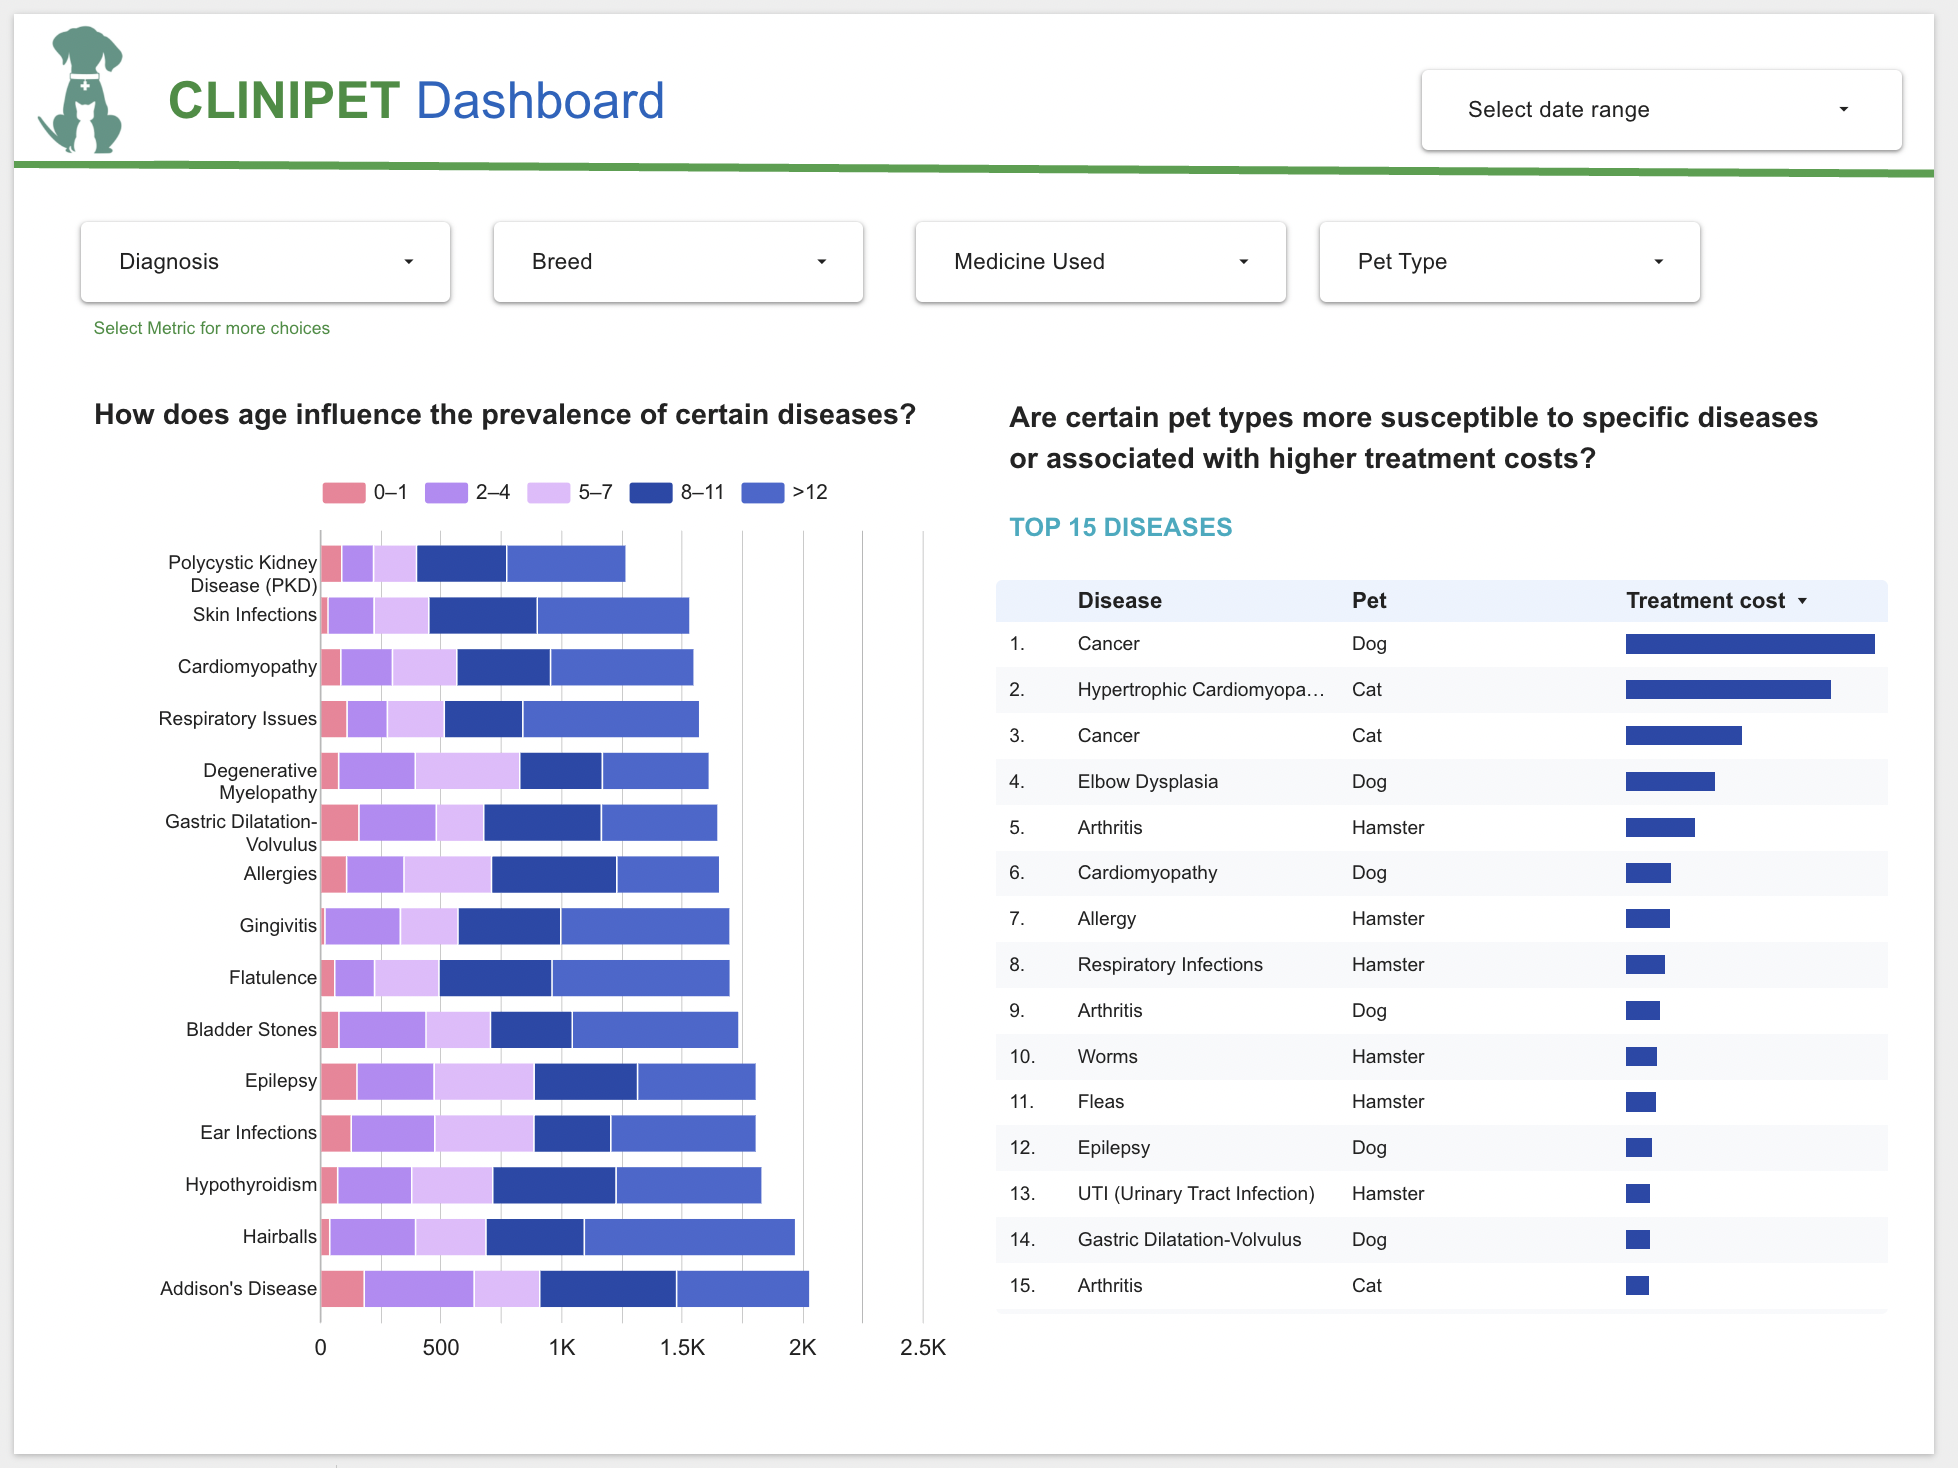 CLINIPET Dashboard
Select date range
Diagnosis
Breed
Medicine Used
Pet Type
Select Metric for more choices
How does age influence the prevalence of certain diseases?
0–1
2–4
5–7
8–11
>12
Polycystic Kidney
Disease (PKD)
Skin Infections
Cardiomyopathy
Respiratory Issues
Degenerative
Myelopathy
Gastric Dilatation-
Volvulus
Allergies
Gingivitis
Flatulence
Bladder Stones
Epilepsy
Ear Infections
Hypothyroidism
Hairballs
Addison's Disease
0
500
1K
1.5K
2K
2.5K
Are certain pet types more susceptible to specific diseases
or associated with higher treatment costs?
TOP 15 DISEASES
Disease Pet Treatment cost
1. Cancer Dog
2. Hypertrophic Cardiomyopa… Cat
3. Cancer Cat
4. Elbow Dysplasia Dog
5. Arthritis Hamster
6. Cardiomyopathy Dog
7. Allergy Hamster
8. Respiratory Infections Hamster
9. Arthritis Dog
10. Worms Hamster
11. Fleas Hamster
12. Epilepsy Dog
13. UTI (Urinary Tract Infection) Hamster
14. Gastric Dilatation-Volvulus Dog
15. Arthritis Cat